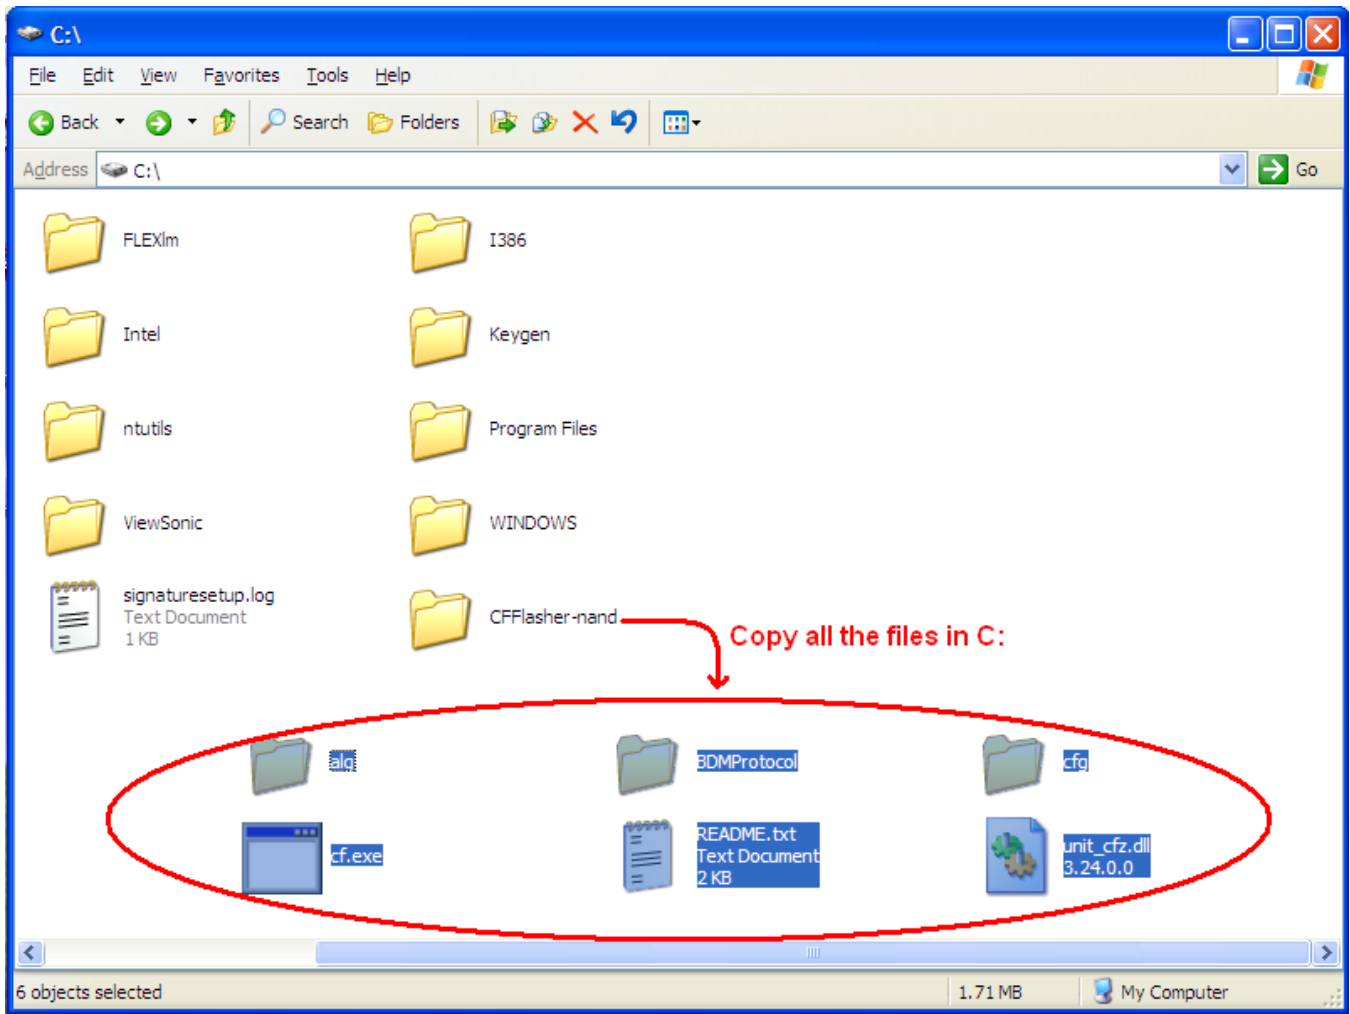 C:\
File Edit View Favorites Tools Help
Back Search Folders
Address C:\ Go
FLEXlm
I386
Intel
Keygen
ntutils
Program Files
ViewSonic
WINDOWS
signaturesetup.log
Text Document
1 KB
CFFlasher-nand
Copy all the files in C:
alg
BDMProtocol
cfg
cf.exe
README.txt
Text Document
2 KB
unit_cfz.dll
3.24.0.0
6 objects selected
1.71 MB
My Computer